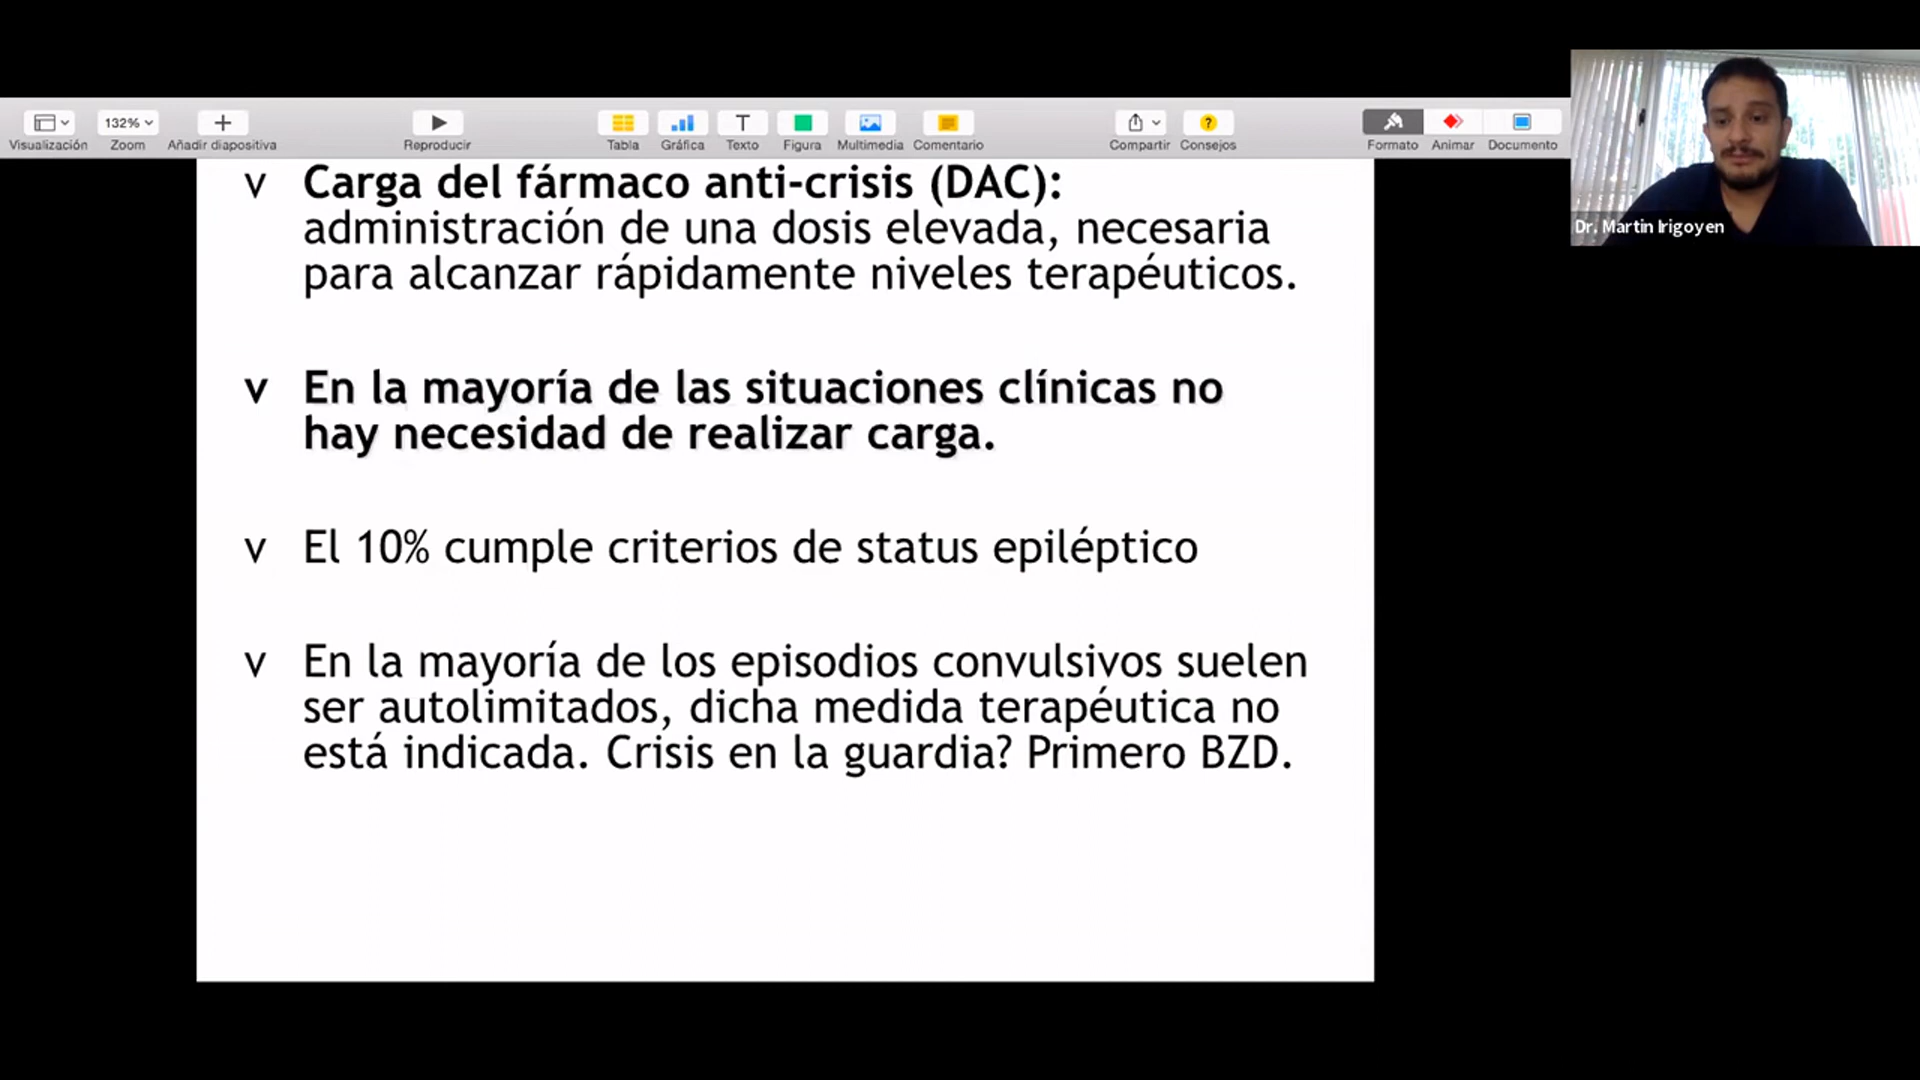 132%
Visualización Zoom Añadir diapositiva Reproducir Tabla Gráfica Texto Figura Multimedia Comentario Compartir Consejos Formato Animar Documento
Dr. Martin Irigoyen
v Carga del fármaco anti-crisis (DAC):
administración de una dosis elevada, necesaria
para alcanzar rápidamente niveles terapéuticos.
v En la mayoría de las situaciones clínicas no
hay necesidad de realizar carga.
v El 10% cumple criterios de status epiléptico
v En la mayoría de los episodios convulsivos suelen
ser autolimitados, dicha medida terapéutica no
está indicada. Crisis en la guardia? Primero BZD.